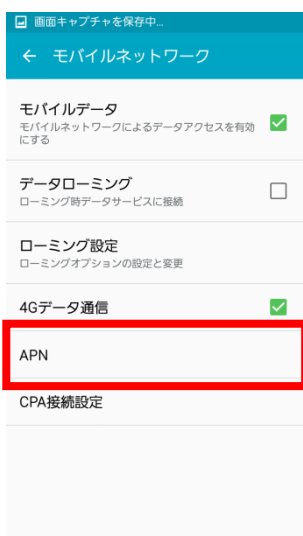 画面キャプチャを保存中...
モバイルネットワーク
モバイルデータ
モバイルネットワークによるデータアクセスを有効
にする
データローミング
ローミング時データサービスに接続
ローミング設定
ローミングオプションの設定と変更
4Gデータ通信
APN
CPA接続設定